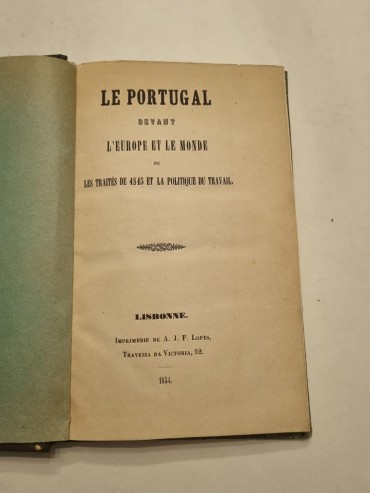 LE PORTUGAL
DEVANT
L'EUROPE ET LE MONDE
OU
LES TRAITÉS DE 1815 ET LA POLITIQUE DU TRAVAIL.
LISBONNE.
IMPRIMERIE DE A. J. F. LOPES,
TRAVESSA DA VICTORIA, 52.
1854.